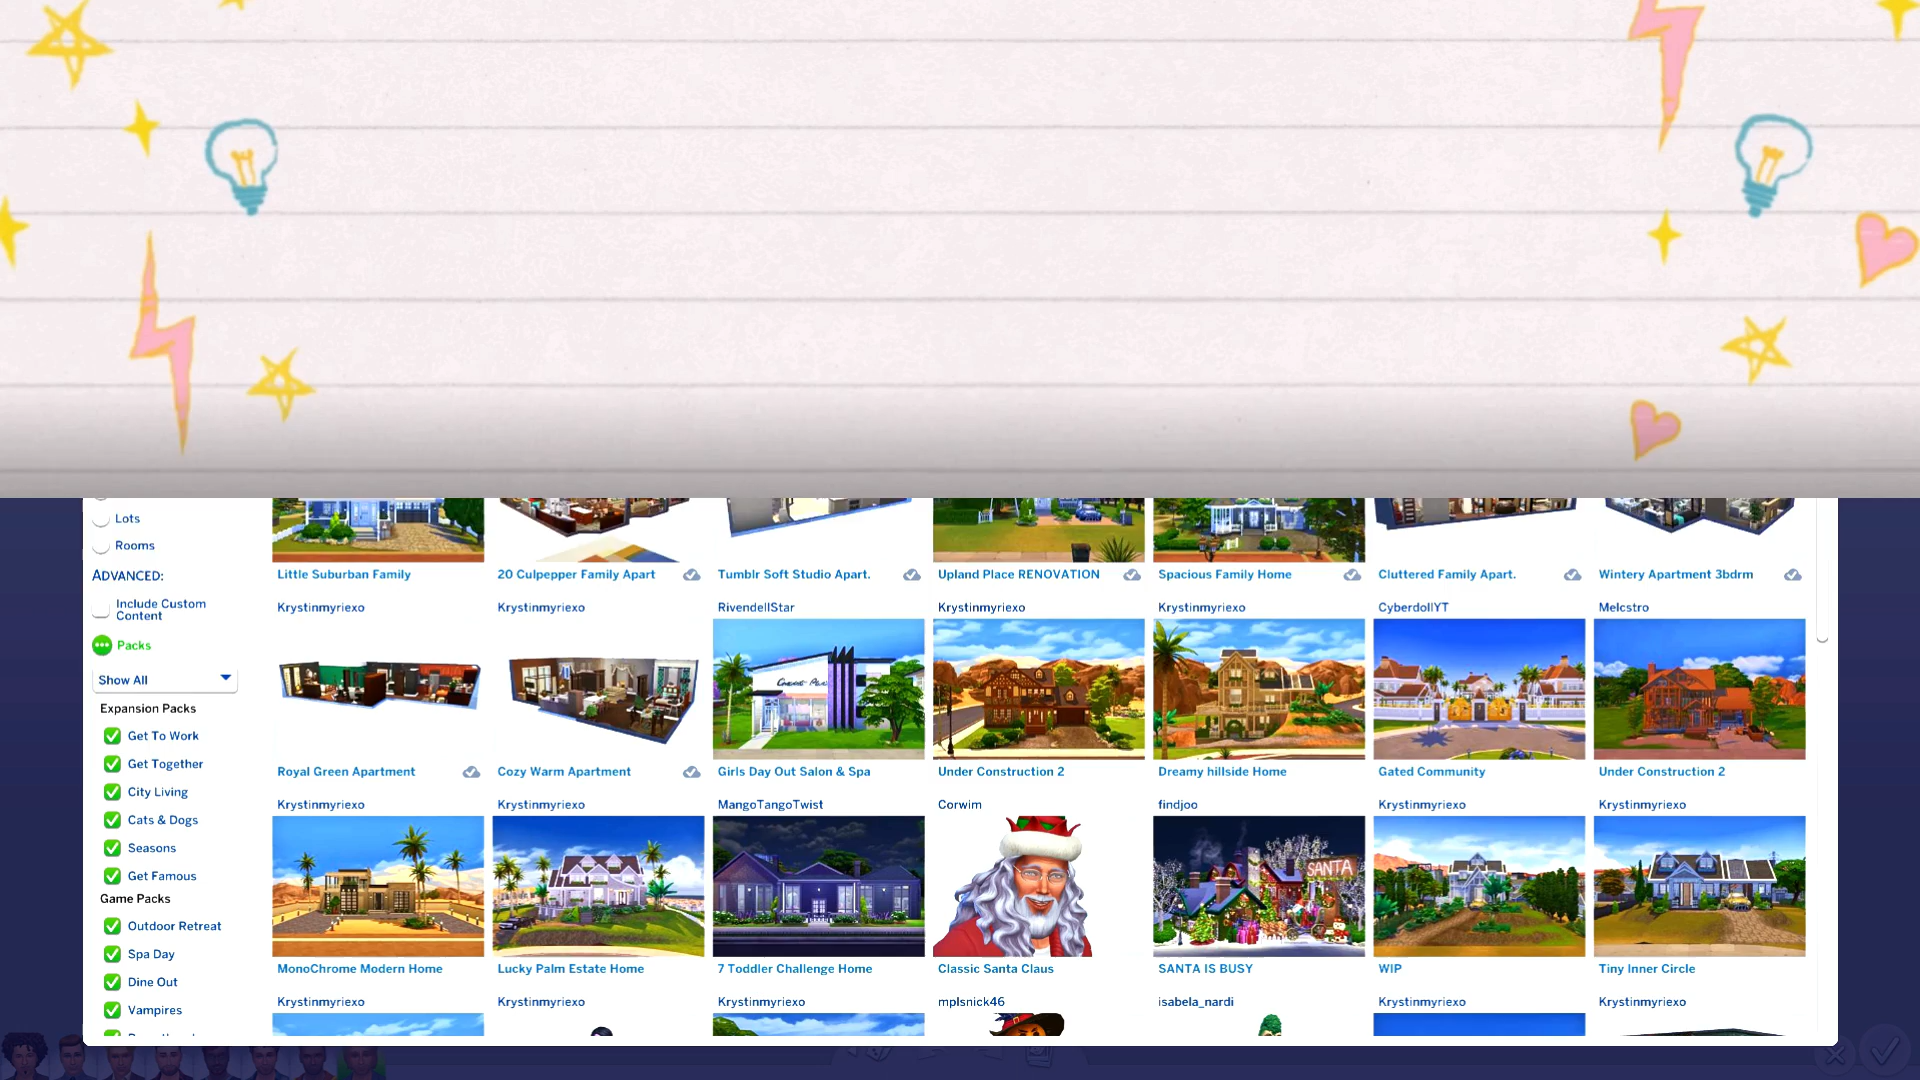 Lots
Rooms
ADVANCED:
Include Custom
Content
Packs
Show All
Expansion Packs
Get To Work
Get Together
City Living
Cats & Dogs
Seasons
Get Famous
Game Packs
Outdoor Retreat
Spa Day
Dine Out
Vampires
Little Suburban Family
20 Culpepper Family Apart
Tumblr Soft Studio Apart.
Upland Place RENOVATION
Spacious Family Home
Cluttered Family Apart.
Wintery Apartment 3bdrm
Krystinmyriexo
Krystinmyriexo
RivendellStar
Krystinmyriexo
Krystinmyriexo
CyberdollYT
Melcstro
Royal Green Apartment
Cozy Warm Apartment
Girls Day Out Salon & Spa
Under Construction 2
Dreamy hillside Home
Gated Community
Under Construction 2
Krystinmyriexo
Krystinmyriexo
MangoTangoTwist
Corwim
findjoo
Krystinmyriexo
Krystinmyriexo
SANTA
MonoChrome Modern Home
Lucky Palm Estate Home
7 Toddler Challenge Home
Classic Santa Claus
SANTA IS BUSY
WIP
Tiny Inner Circle
Krystinmyriexo
Krystinmyriexo
Krystinmyriexo
mplsnick46
isabela_nardi
Krystinmyriexo
Krystinmyriexo